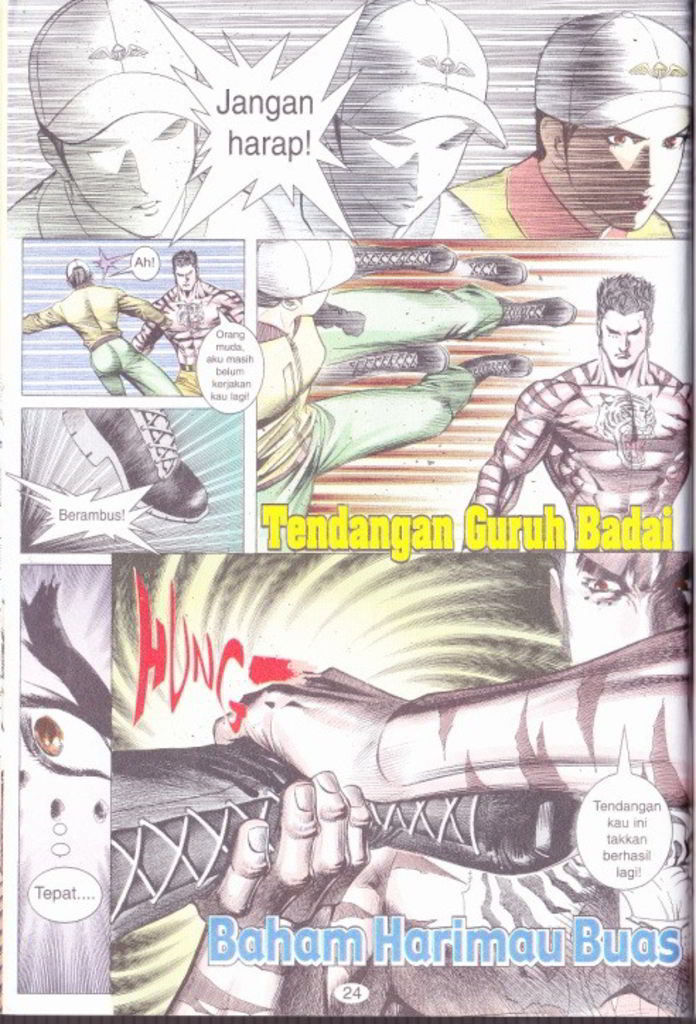 Jangan
harap!
Ah!
Orang
muda,
aku masih
belum
kerjakan
kau lagi!
Berambus!
Tendangan Guruh Badai
HUNG
Tepat....
Tendangan
kau ini
takkan
berhasil
lagi!
Baham Harimau Buas
24